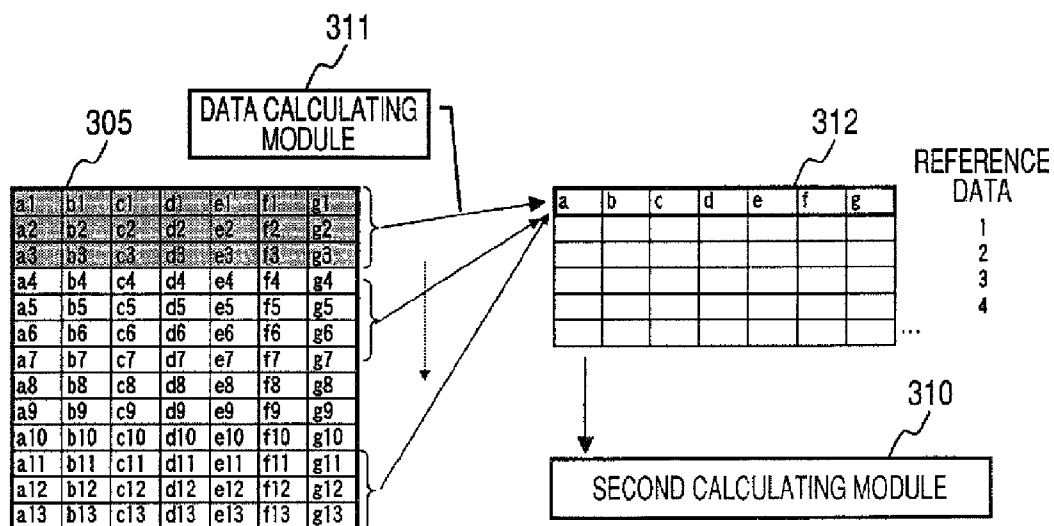 311
DATA CALCULATING
MODULE
305
312
REFERENCE
DATA
a1 b1 c1 d1 e1 f1 g1
a2 b2 c2 d2 e2 f2 g2
a3 b3 c3 d3 e3 f3 g3
a4 b4 c4 d4 e4 f4 g4
a5 b5 c5 d5 e5 f5 g5
a6 b6 c6 d6 e6 f6 g6
a7 b7 c7 d7 e7 f7 g7
a8 b8 c8 d8 e8 f8 g8
a9 b9 c9 d9 e9 f9 g9
a10 b10 c10 d10 e10 f10 g10
a11 b11 c11 d11 e11 f11 g11
a12 b12 c12 d12 e12 f12 g12
a13 b13 c13 d13 e13 f13 g13
a b c d e f g
1
2
3
4
...
310
SECOND CALCULATING MODULE